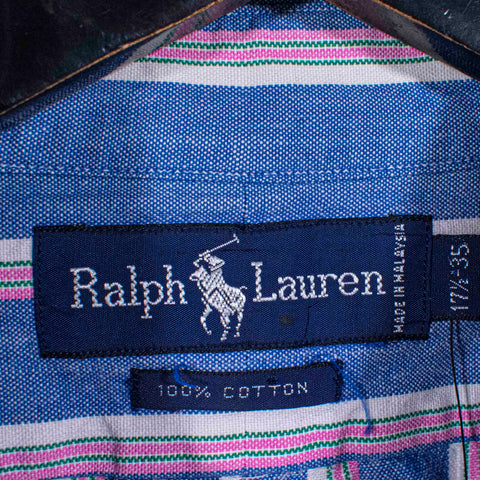 Ralph Lauren
MADE IN MALAYSIA
17½-35
100% COTTON